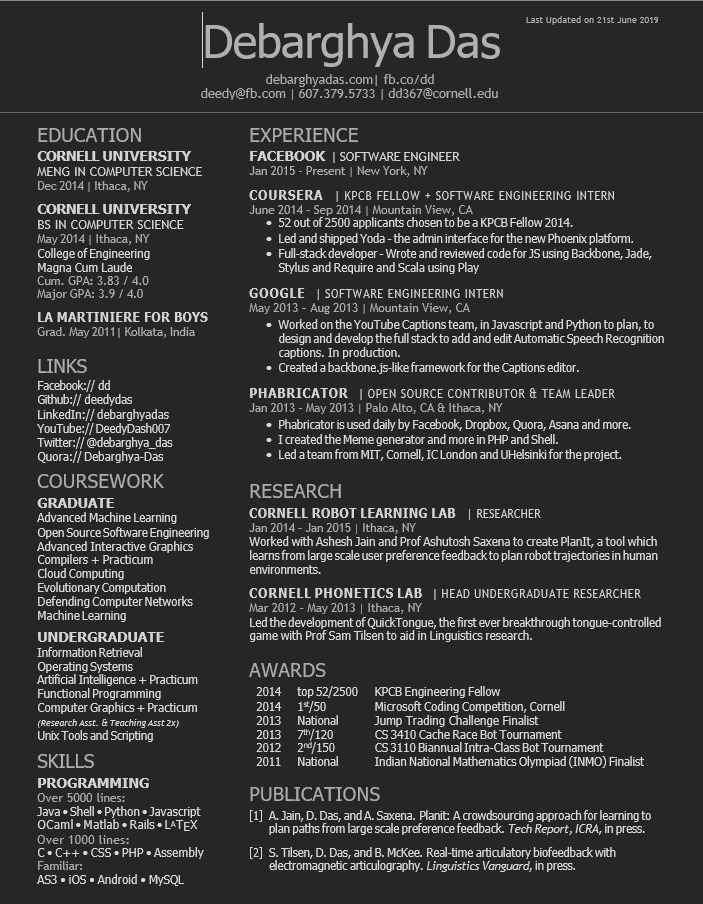 Last Updated on 21st June 2019
Debarghya Das
debarghyadas.com| fb.co/dd
deedy@fb.com | 607.379.5733 | dd367@cornell.edu
EDUCATION
CORNELL UNIVERSITY
MENG IN COMPUTER SCIENCE
Dec 2014 | Ithaca, NY
CORNELL UNIVERSITY
BS IN COMPUTER SCIENCE
May 2014 | Ithaca, NY
College of Engineering
Magna Cum Laude
Cum. GPA: 3.83 / 4.0
Major GPA: 3.9 / 4.0
LA MARTINIERE FOR BOYS
Grad. May 2011| Kolkata, India
LINKS
Facebook:// dd
Github:// deedydas
LinkedIn:// debarghyadas
YouTube:// DeedyDash007
Twitter:// @debarghya_das
Quora:// Debarghya-Das
COURSEWORK
GRADUATE
Advanced Machine Learning
Open Source Software Engineering
Advanced Interactive Graphics
Compilers + Practicum
Cloud Computing
Evolutionary Computation
Defending Computer Networks
Machine Learning
UNDERGRADUATE
Information Retrieval
Operating Systems
Artificial Intelligence + Practicum
Functional Programming
Computer Graphics + Practicum
(Research Asst. & Teaching Asst 2x)
Unix Tools and Scripting
SKILLS
PROGRAMMING
Over 5000 lines:
Java • Shell • Python • Javascript
OCaml • Matlab • Rails • LATEX
Over 1000 lines:
C • C++ • CSS • PHP • Assembly
Familiar:
AS3 • iOS • Android • MySQL
EXPERIENCE
FACEBOOK | SOFTWARE ENGINEER
Jan 2015 - Present | New York, NY
COURSERA | KPCB FELLOW + SOFTWARE ENGINEERING INTERN
June 2014 - Sep 2014 | Mountain View, CA
• 52 out of 2500 applicants chosen to be a KPCB Fellow 2014.
• Led and shipped Yoda - the admin interface for the new Phoenix platform.
• Full-stack developer - Wrote and reviewed code for JS using Backbone, Jade,
Stylus and Require and Scala using Play
GOOGLE | SOFTWARE ENGINEERING INTERN
May 2013 - Aug 2013 | Mountain View, CA
• Worked on the YouTube Captions team, in Javascript and Python to plan, to
design and develop the full stack to add and edit Automatic Speech Recognition
captions. In production.
• Created a backbone.js-like framework for the Captions editor.
PHABRICATOR | OPEN SOURCE CONTRIBUTOR & TEAM LEADER
Jan 2013 - May 2013 | Palo Alto, CA & Ithaca, NY
• Phabricator is used daily by Facebook, Dropbox, Quora, Asana and more.
• I created the Meme generator and more in PHP and Shell.
• Led a team from MIT, Cornell, IC London and UHelsinki for the project.
RESEARCH
CORNELL ROBOT LEARNING LAB | RESEARCHER
Jan 2014 - Jan 2015 | Ithaca, NY
Worked with Ashesh Jain and Prof Ashutosh Saxena to create PlanIt, a tool which
learns from large scale user preference feedback to plan robot trajectories in human
environments.
CORNELL PHONETICS LAB | HEAD UNDERGRADUATE RESEARCHER
Mar 2012 - May 2013 | Ithaca, NY
Led the development of QuickTongue, the first ever breakthrough tongue-controlled
game with Prof Sam Tilsen to aid in Linguistics research.
AWARDS
2014 top 52/2500 KPCB Engineering Fellow
2014 1st/50 Microsoft Coding Competition, Cornell
2013 National Jump Trading Challenge Finalist
2013 7th/120 CS 3410 Cache Race Bot Tournament
2012 2nd/150 CS 3110 Biannual Intra-Class Bot Tournament
2011 National Indian National Mathematics Olympiad (INMO) Finalist
PUBLICATIONS
[1] A. Jain, D. Das, and A. Saxena. Planit: A crowdsourcing approach for learning to
plan paths from large scale preference feedback. Tech Report, ICRA, in press.
[2] S. Tilsen, D. Das, and B. McKee. Real-time articulatory biofeedback with
electromagnetic articulography. Linguistics Vanguard, in press.